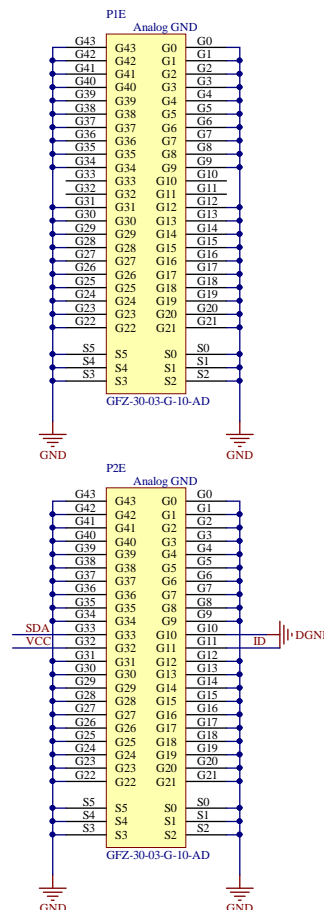 P1E
Analog GND
G43 G43 G0 G0
G42 G42 G1 G1
G41 G41 G2 G2
G40 G40 G3 G3
G39 G39 G4 G4
G38 G38 G5 G5
G37 G37 G6 G6
G36 G36 G7 G7
G35 G35 G8 G8
G34 G34 G9 G9
G33 G33 G10 G10
G32 G32 G11 G11
G31 G31 G12 G12
G30 G30 G13 G13
G29 G29 G14 G14
G28 G28 G15 G15
G27 G27 G16 G16
G26 G26 G17 G17
G25 G25 G18 G18
G24 G24 G19 G19
G23 G23 G20 G20
G22 G22 G21 G21
S5 S5 S0 S0
S4 S4 S1 S1
S3 S3 S2 S2
GFZ-30-03-G-10-AD
GND GND
P2E
Analog GND
G43 G43 G0 G0
G42 G42 G1 G1
G41 G41 G2 G2
G40 G40 G3 G3
G39 G39 G4 G4
G38 G38 G5 G5
G37 G37 G6 G6
G36 G36 G7 G7
G35 G35 G8 G8
G34 G34 G9 G9
SDA G33 G33 G10 G10 DGND
VCC G32 G32 G11 G11 ID
G31 G31 G12 G12
G30 G30 G13 G13
G29 G29 G14 G14
G28 G28 G15 G15
G27 G27 G16 G16
G26 G26 G17 G17
G25 G25 G18 G18
G24 G24 G19 G19
G23 G23 G20 G20
G22 G22 G21 G21
S5 S5 S0 S0
S4 S4 S1 S1
S3 S3 S2 S2
GFZ-30-03-G-10-AD
GND GND